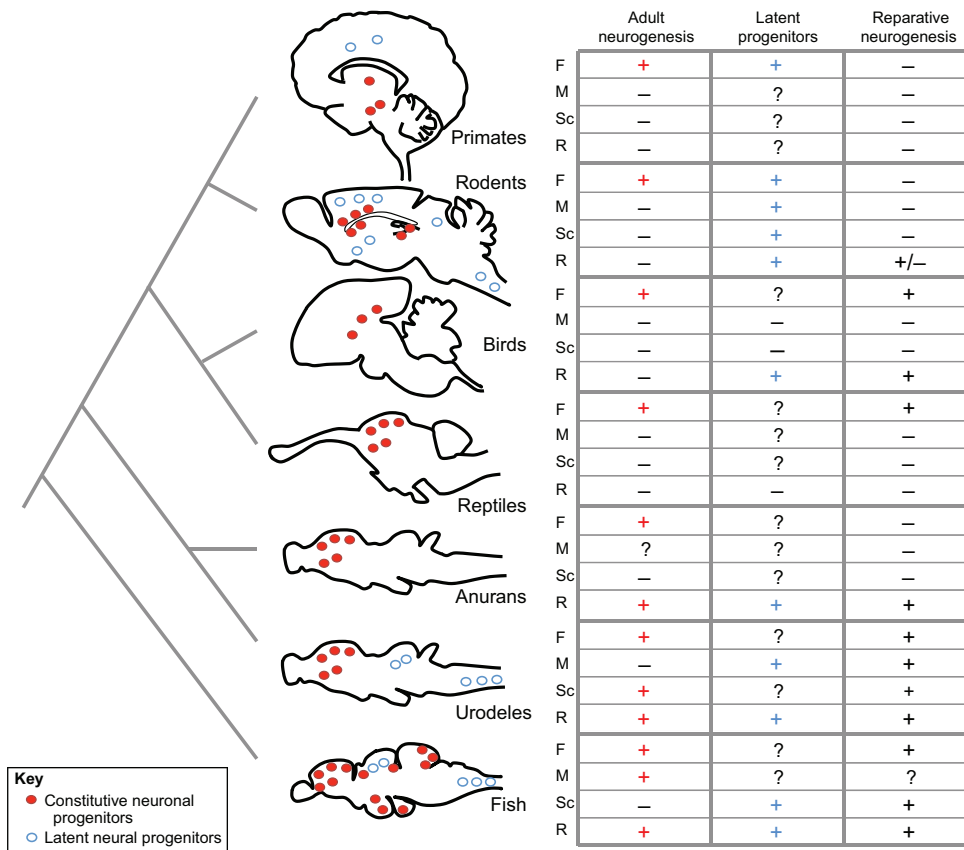 Adult neurogenesis Latent progenitors Reparative neurogenesis
Primates
F + + –
M – ? –
Sc – ? –
R – ? –
Rodents
F + + –
M – + –
Sc – + –
R – + +/–
Birds
F + ? +
M – – –
Sc – – –
R – + +
Reptiles
F + ? +
M – ? –
Sc – ? –
R – – –
Anurans
F + ? –
M ? ? –
Sc – ? –
R + + +
Urodeles
F + ? +
M – + +
Sc + ? +
R + + +
Fish
F + ? +
M + ? ?
Sc – + +
R + + +
Key
Constitutive neuronal
progenitors
Latent neural progenitors